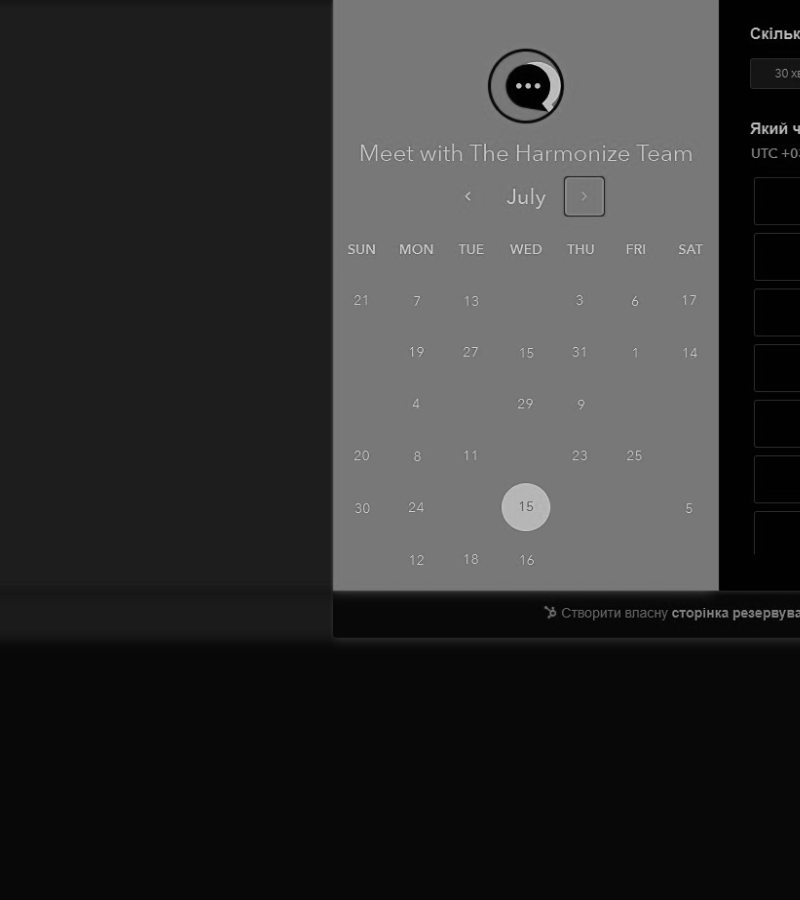 Meet with The Harmonize Team
July
SUN MON TUE WED THU FRI SAT
21 7 13 3 6 17
19 27 15 31 1 14
4 29 9
20 8 11 23 25
30 24 15 5
12 18 16
Скільк
30 хв
Який ч
UTC +03
Створити власну сторінка резервува